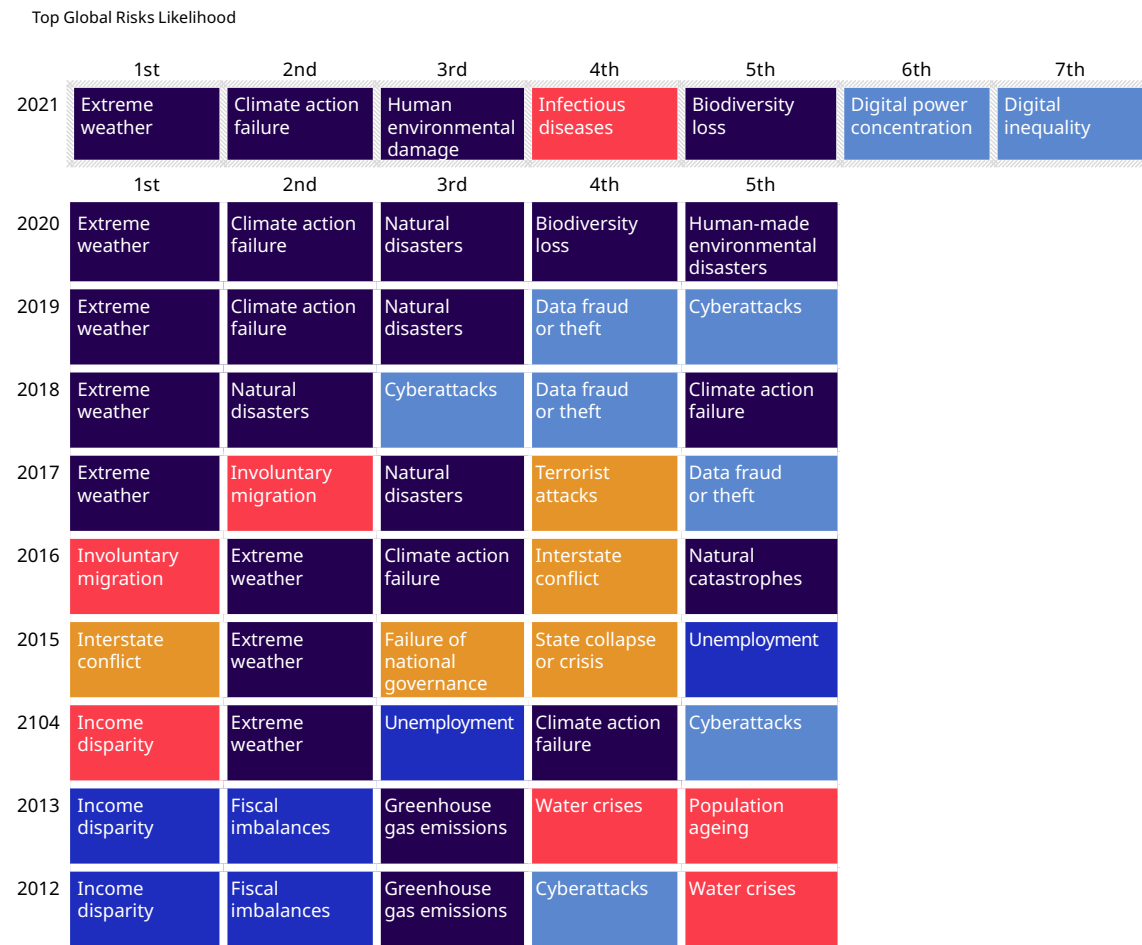 Top Global Risks Likelihood
1st 2nd 3rd 4th 5th 6th 7th
2021
Extreme
weather
Climate action
failure
Human
environmental
damage
Infectious
diseases
Biodiversity
loss
Digital power
concentration
Digital
inequality
1st 2nd 3rd 4th 5th
2020
Extreme
weather
Climate action
failure
Natural
disasters
Biodiversity
loss
Human-made
environmental
disasters
2019
Extreme
weather
Climate action
failure
Natural
disasters
Data fraud
or theft
Cyberattacks
2018
Extreme
weather
Natural
disasters
Cyberattacks
Data fraud
or theft
Climate action
failure
2017
Extreme
weather
Involuntary
migration
Natural
disasters
Terrorist
attacks
Data fraud
or theft
2016
Involuntary
migration
Extreme
weather
Climate action
failure
Interstate
conflict
Natural
catastrophes
2015
Interstate
conflict
Extreme
weather
Failure of
national
governance
State collapse
or crisis
Unemployment
2104
Income
disparity
Extreme
weather
Unemployment
Climate action
failure
Cyberattacks
2013
Income
disparity
Fiscal
imbalances
Greenhouse
gas emissions
Water crises
Population
ageing
2012
Income
disparity
Fiscal
imbalances
Greenhouse
gas emissions
Cyberattacks
Water crises